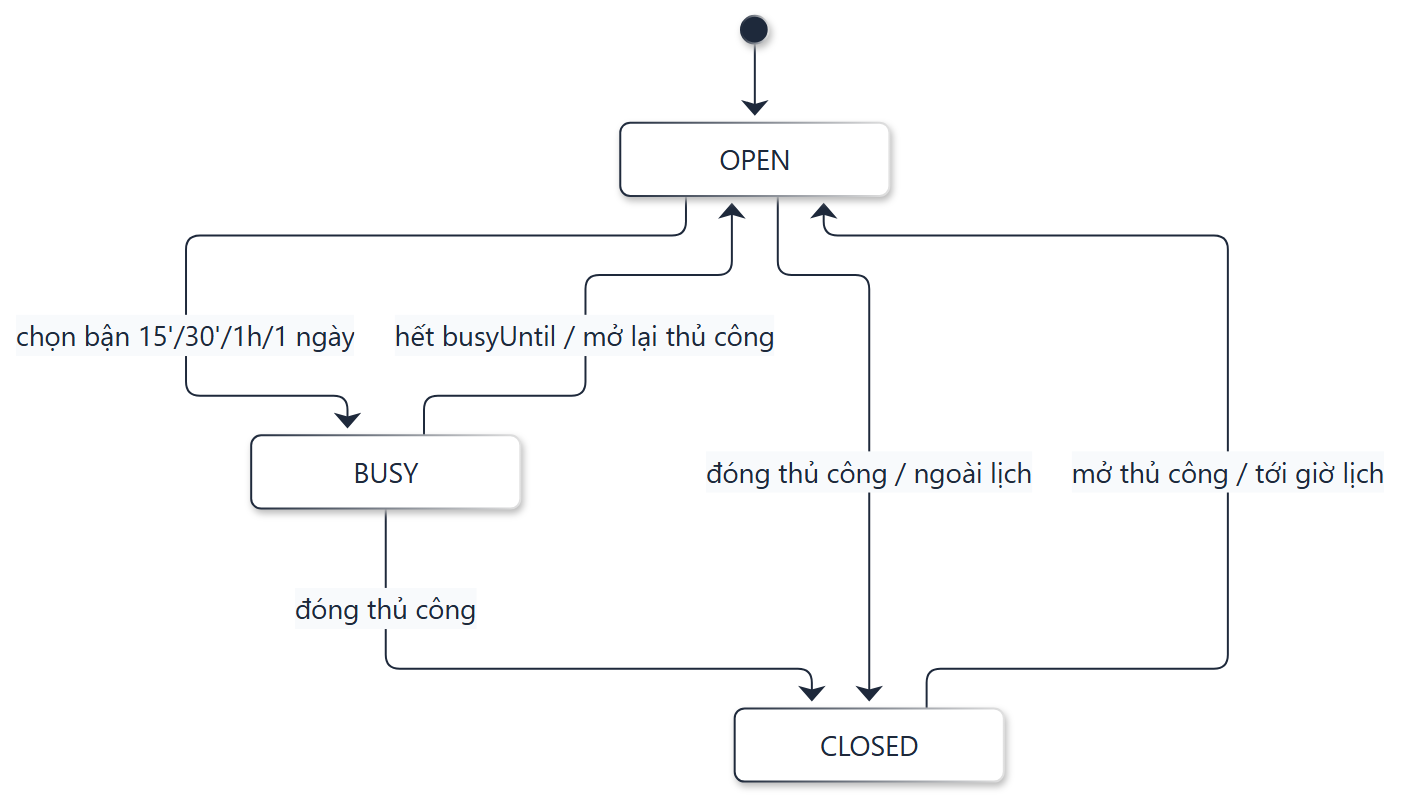 OPEN
chọn bận 15'/30'/1h/1 ngày
hết busyUntil / mở lại thủ công
BUSY
đóng thủ công / ngoài lịch
mở thủ công / tới giờ lịch
đóng thủ công
CLOSED